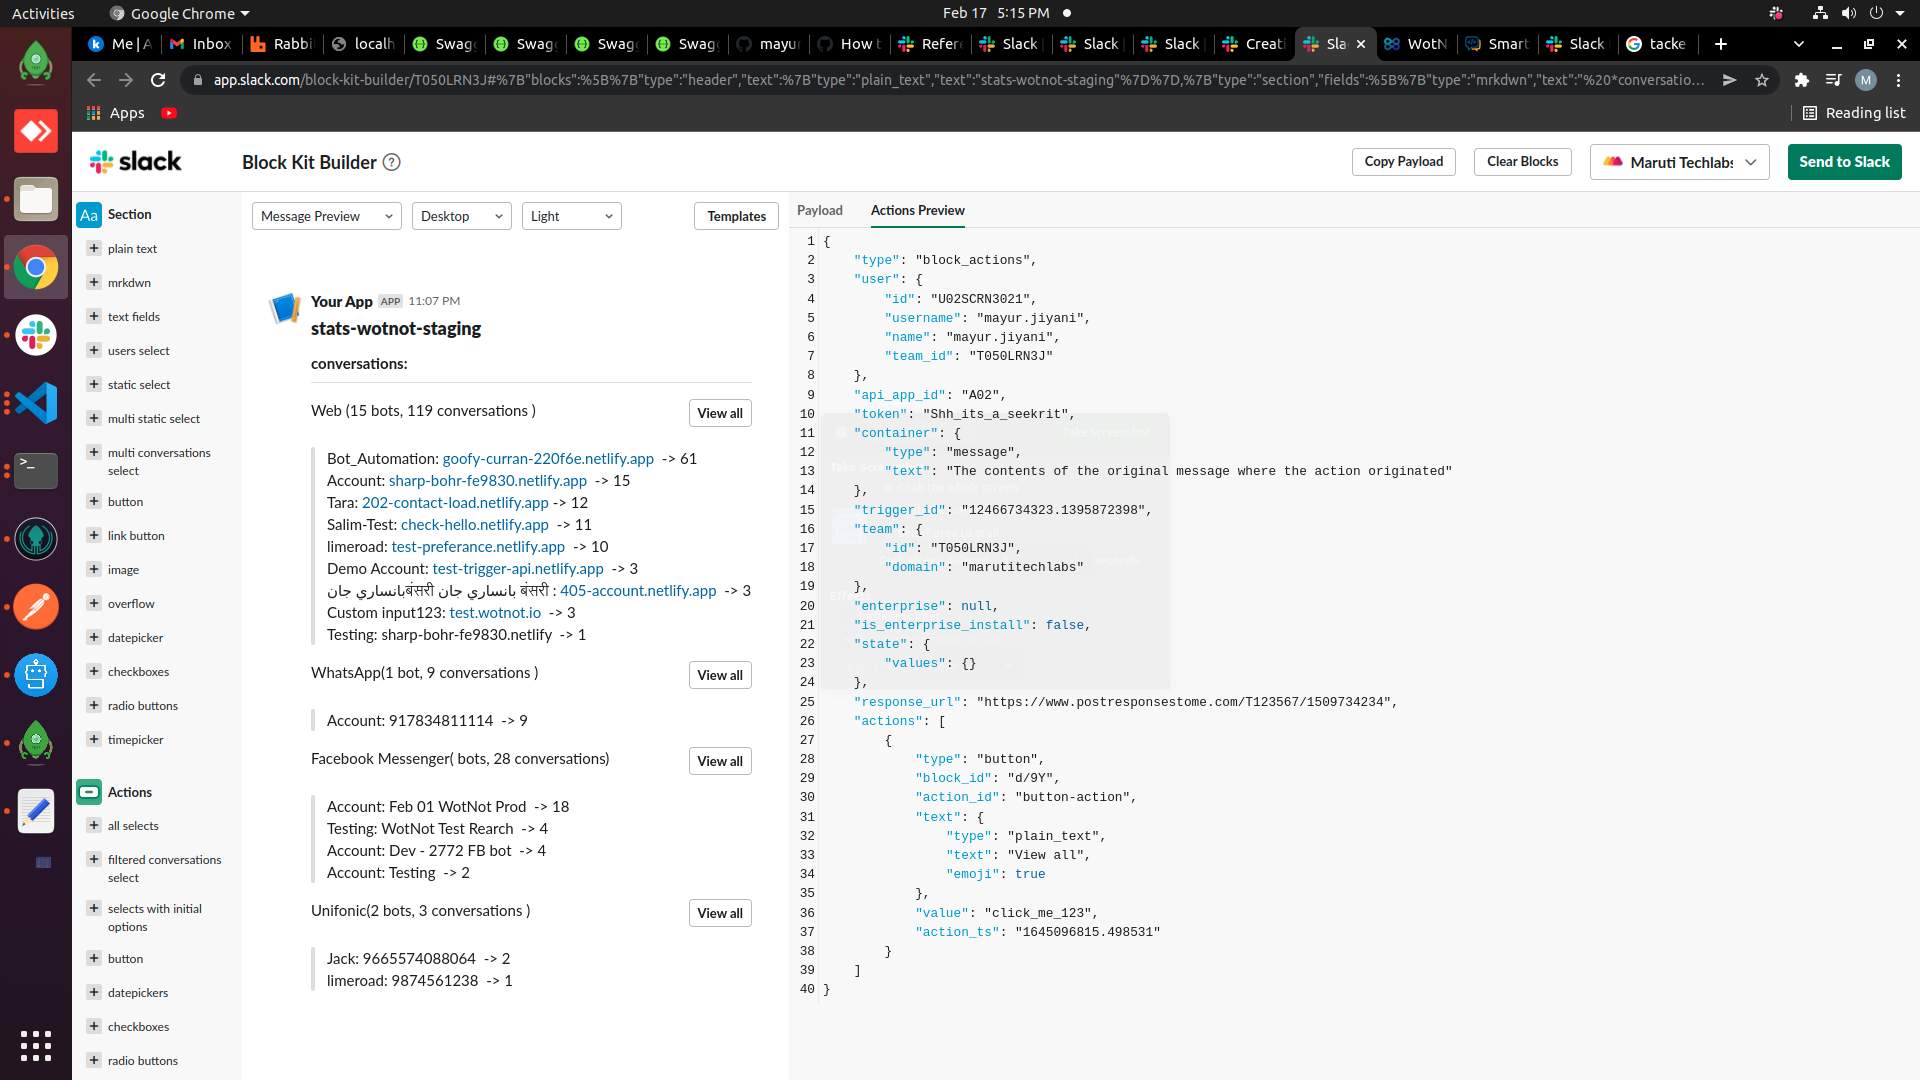 Activities
Google Chrome
Feb 17 5:15 PM
Me | A
Inbox
Rabbi
localh
Swagg
Swagg
Swagg
Swagg
mayur
How t
Refere
Slack |
Slack |
Slack |
Creati
Sla
WotN
Smart
Slack |
tacke
app.slack.com/block-kit-builder/T050LRN3J#%7B"blocks":%5B%7B"type":"header","text":%7B"type":"plain_text","text":"stats-wotnot-staging"%7D%7D,%7B"type":"section","fields":%5B%7B"type":"mrkdwn","text":"%20*conversatio...
M
Apps
Reading list
slack
Block Kit Builder ?
Copy Payload
Clear Blocks
Maruti Techlabs
Send to Slack
Aa Section
plain text
mrkdwn
text fields
users select
static select
multi static select
multi conversations
select
button
link button
image
overflow
datepicker
checkboxes
radio buttons
timepicker
Actions
all selects
filtered conversations
select
selects with initial
options
button
datepickers
checkboxes
radio buttons
Message Preview
Desktop
Light
Templates
Your App APP 11:07 PM
stats-wotnot-staging
conversations:
Web (15 bots, 119 conversations )
View all
Bot_Automation: goofy-curran-220f6e.netlify.app -> 61
Account: sharp-bohr-fe9830.netlify.app -> 15
Tara: 202-contact-load.netlify.app -> 12
Salim-Test: check-hello.netlify.app -> 11
limeroad: test-preferance.netlify.app -> 10
Demo Account: test-trigger-api.netlify.app -> 3
بانساري جانबंसरी بانساري جان बंसरी : 405-account.netlify.app -> 3
Custom input123: test.wotnot.io -> 3
Testing: sharp-bohr-fe9830.netlify -> 1
WhatsApp(1 bot, 9 conversations )
View all
Account: 917834811114 -> 9
Facebook Messenger( bots, 28 conversations)
View all
Account: Feb 01 WotNot Prod -> 18
Testing: WotNot Test Rearch -> 4
Account: Dev - 2772 FB bot -> 4
Account: Testing -> 2
Unifonic(2 bots, 3 conversations )
View all
Jack: 9665574088064 -> 2
limeroad: 9874561238 -> 1
Payload
Actions Preview
1 {
2 "type": "block_actions",
3 "user": {
4 "id": "U02SCRN3021",
5 "username": "mayur.jiyani",
6 "name": "mayur.jiyani",
7 "team_id": "T050LRN3J"
8 },
9 "api_app_id": "A02",
10 "token": "Shh_its_a_seekrit",
11 "container": {
12 "type": "message",
13 "text": "The contents of the original message where the action originated"
14 },
15 "trigger_id": "12466734323.1395872398",
16 "team": {
17 "id": "T050LRN3J",
18 "domain": "marutitechlabs"
19 },
20 "enterprise": null,
21 "is_enterprise_install": false,
22 "state": {
23 "values": {}
24 },
25 "response_url": "https://www.postresponsestome.com/T123567/1509734234",
26 "actions": [
27 {
28 "type": "button",
29 "block_id": "d/9Y",
30 "action_id": "button-action",
31 "text": {
32 "type": "plain_text",
33 "text": "View all",
34 "emoji": true
35 },
36 "value": "click_me_123",
37 "action_ts": "1645096815.498531"
38 }
39 ]
40 }